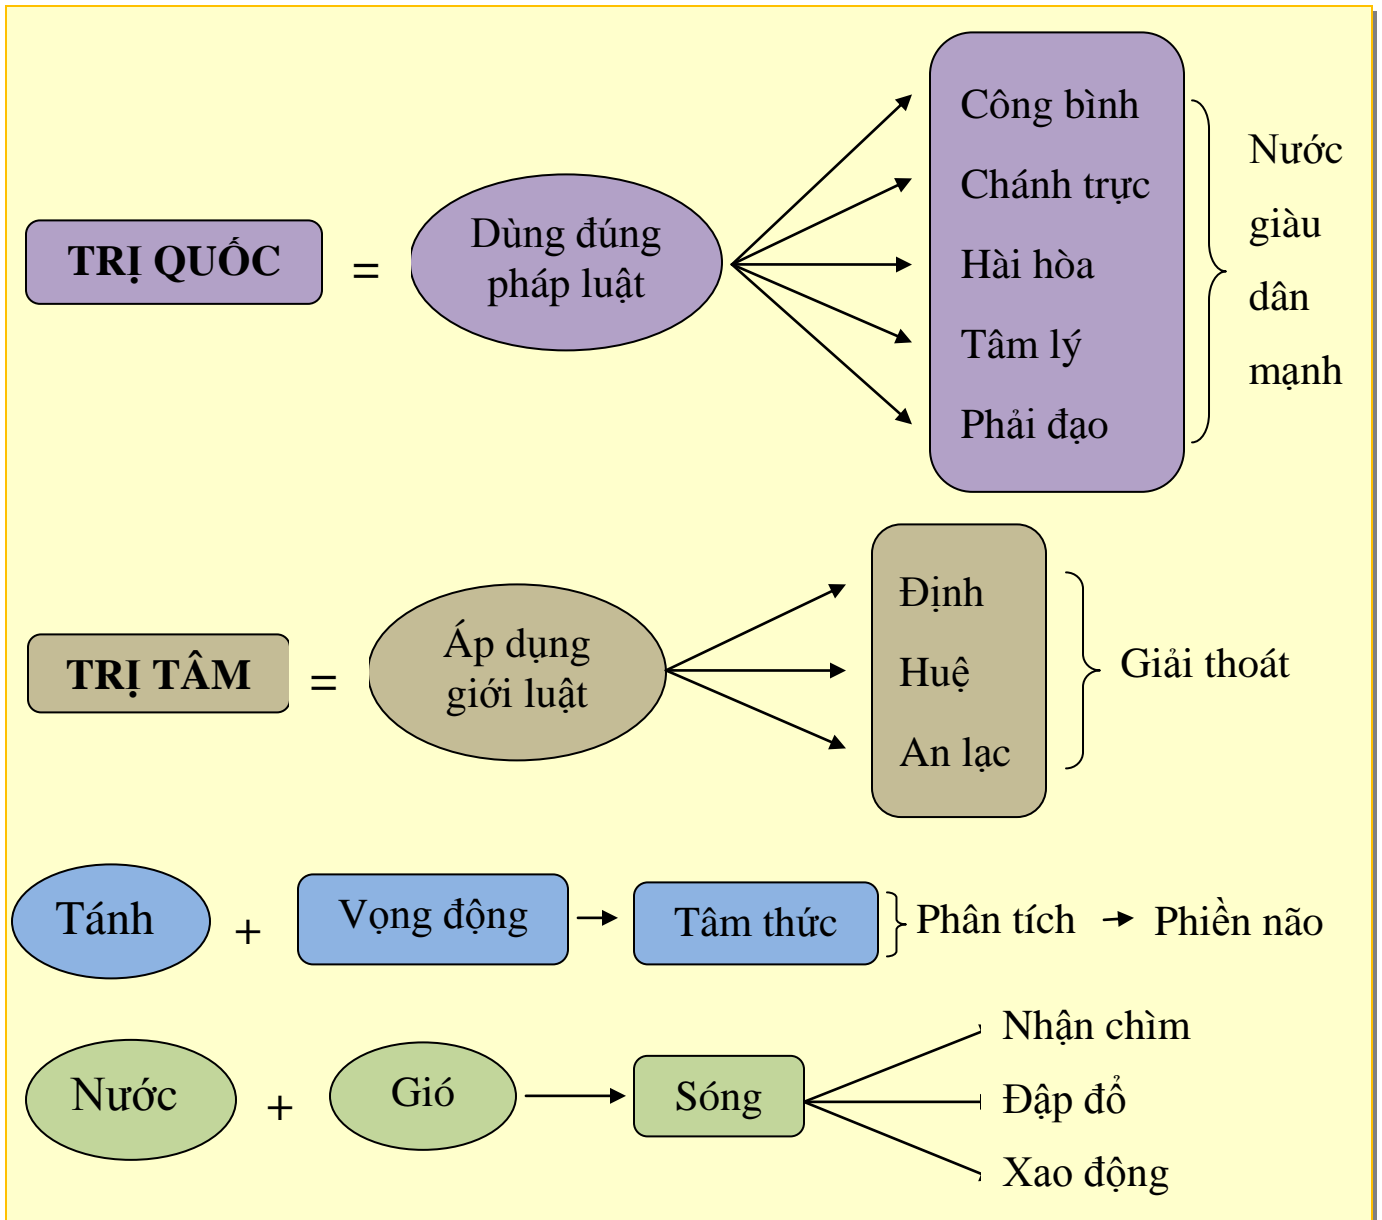 TRỊ QUỐC
=
Dùng đúng
pháp luật
Công bình
Chánh trực
Hài hòa
Tâm lý
Phải đạo
Nước
giàu
dân
mạnh
TRỊ TÂM
=
Áp dụng
giới luật
Định
Huệ
An lạc
Giải thoát
Tánh
+
Vọng động
Tâm thức
Phân tích
Phiền não
Nước
+
Gió
Sóng
Nhận chìm
Đập đổ
Xao động